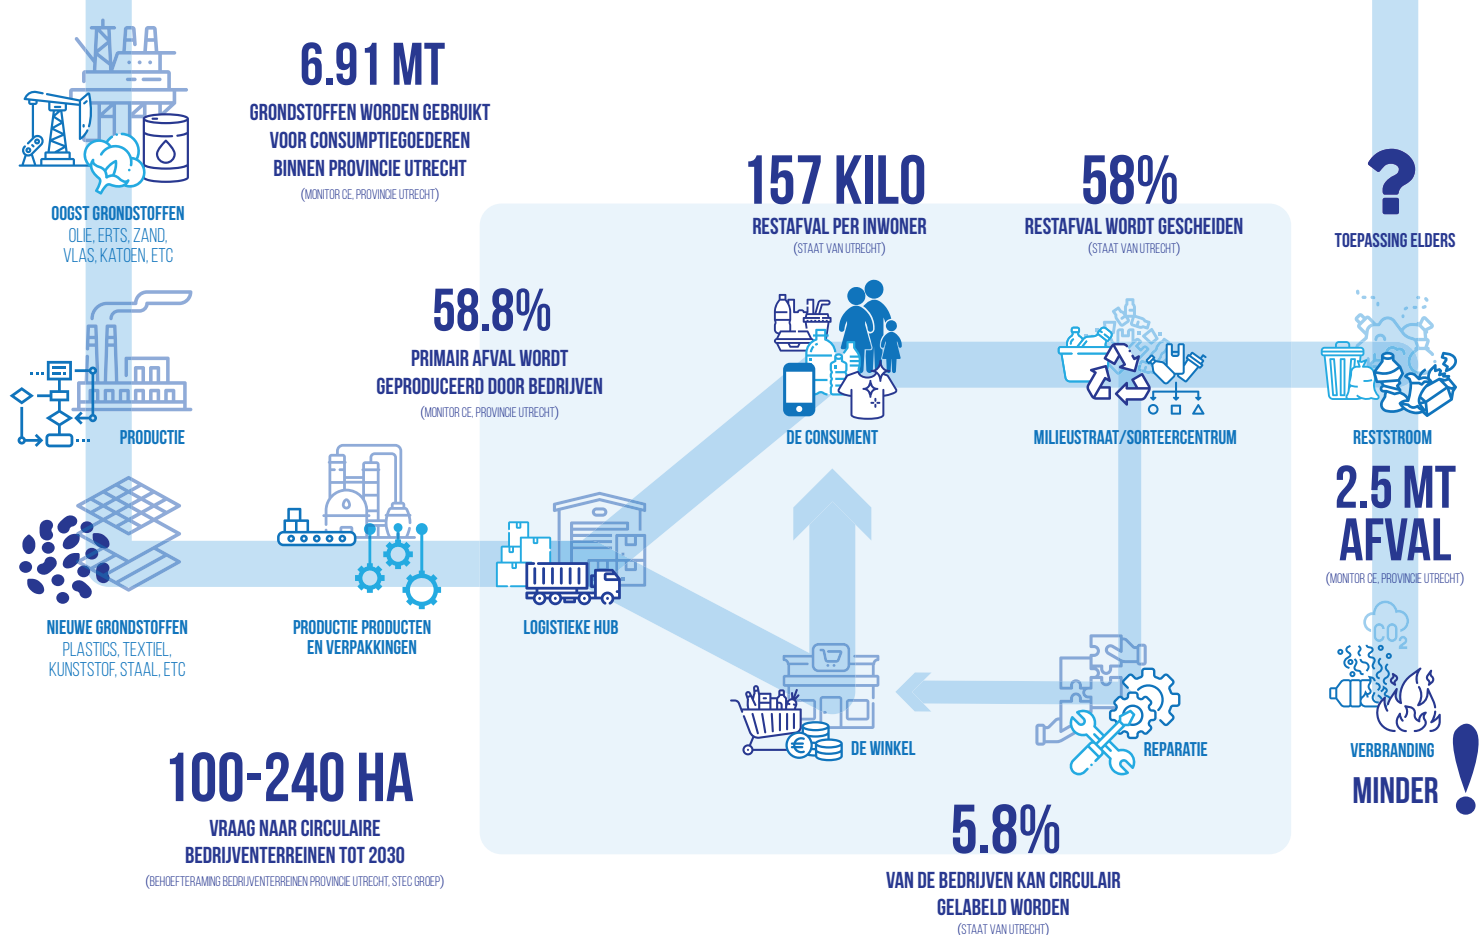 6.91 MT
GRONDSTOFFEN WORDEN GEBRUIKT
VOOR CONSUMPTIEGOEDEREN
BINNEN PROVINCIE UTRECHT
(MONITOR CE, PROVINCIE UTRECHT)
OOGST GRONDSTOFFEN
OLIE, ERTS, ZAND,
VLAS, KATOEN, ETC
157 KILO
RESTAFVAL PER INWONER
(STAAT VAN UTRECHT)
58%
RESTAFVAL WORDT GESCHEIDEN
(STAAT VAN UTRECHT)
?
TOEPASSING ELDERS
58.8%
PRIMAIR AFVAL WORDT
GEPRODUCEERD DOOR BEDRIJVEN
(MONITOR CE, PROVINCIE UTRECHT)
PRODUCTIE
DE CONSUMENT
MILIEUSTRAAT/SORTEERCENTRUM
RESTSTROOM
2.5 MT
AFVAL
(MONITOR CE, PROVINCIE UTRECHT)
NIEUWE GRONDSTOFFEN
PLASTICS, TEXTIEL,
KUNSTSTOF, STAAL, ETC
PRODUCTIE PRODUCTEN
EN VERPAKKINGEN
LOGISTIEKE HUB
CO2
€
DE WINKEL
REPARATIE
VERBRANDING
MINDER
!
100-240 HA
VRAAG NAAR CIRCULAIRE
BEDRIJVENTERREINEN TOT 2030
(BEHOEFTERAMING BEDRIJVENTERREINEN PROVINCIE UTRECHT, STEC GROEP)
5.8%
VAN DE BEDRIJVEN KAN CIRCULAIR
GELABELD WORDEN
(STAAT VAN UTRECHT)